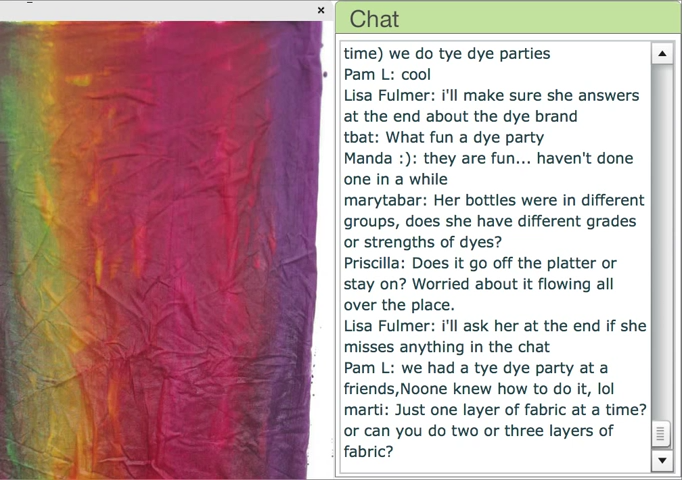 Chat
time) we do tye dye parties
Pam L: cool
Lisa Fulmer: i'll make sure she answers
at the end about the dye brand
tbat: What fun a dye party
Manda :): they are fun... haven't done
one in a while
marytabar: Her bottles were in different
groups, does she have different grades
or strengths of dyes?
Priscilla: Does it go off the platter or
stay on? Worried about it flowing all
over the place.
Lisa Fulmer: i'll ask her at the end if she
misses anything in the chat
Pam L: we had a tye dye party at a
friends,Noone knew how to do it, lol
marti: Just one layer of fabric at a time?
or can you do two or three layers of
fabric?